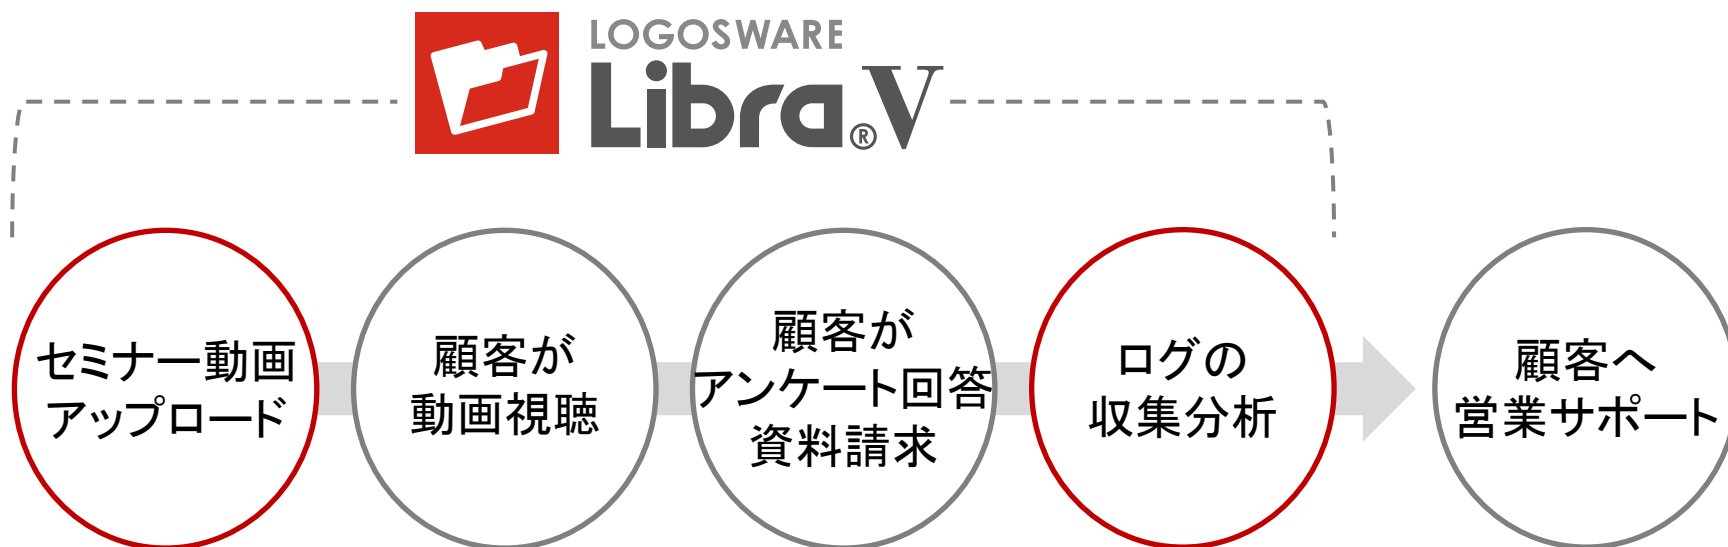 LOGOSWARE
Libra®V
セミナー動画
アップロード
顧客が
動画視聴
顧客が
アンケート回答
資料請求
ログの
収集分析
顧客へ
営業サポート